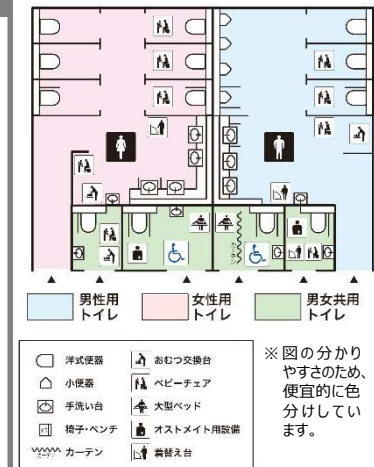 男性用
トイレ
女性用
トイレ
男女共用
トイレ
洋式便器
おむつ交換台
小便器
ベビーチェア
手洗い台
大型ベッド
椅子・ベンチ
オストメイト用設備
カーテン
着替え台
※図の分かり
やすさのため、
便宜的に色
分けしてい
ます。